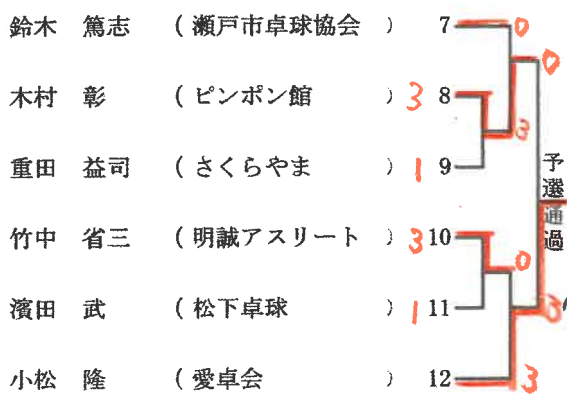 鈴木 篤志 (瀬戸市卓球協会) 7 0
0
木村 彰 (ピンポン館) 3 8
3
重田 益司 (さくらやま) 1 9
予選通過
竹中 省三 (明誠アスリート) 3 10
0
濱田 武 (松下卓球) 1 11
3
小松 隆 (愛卓会) 12 3